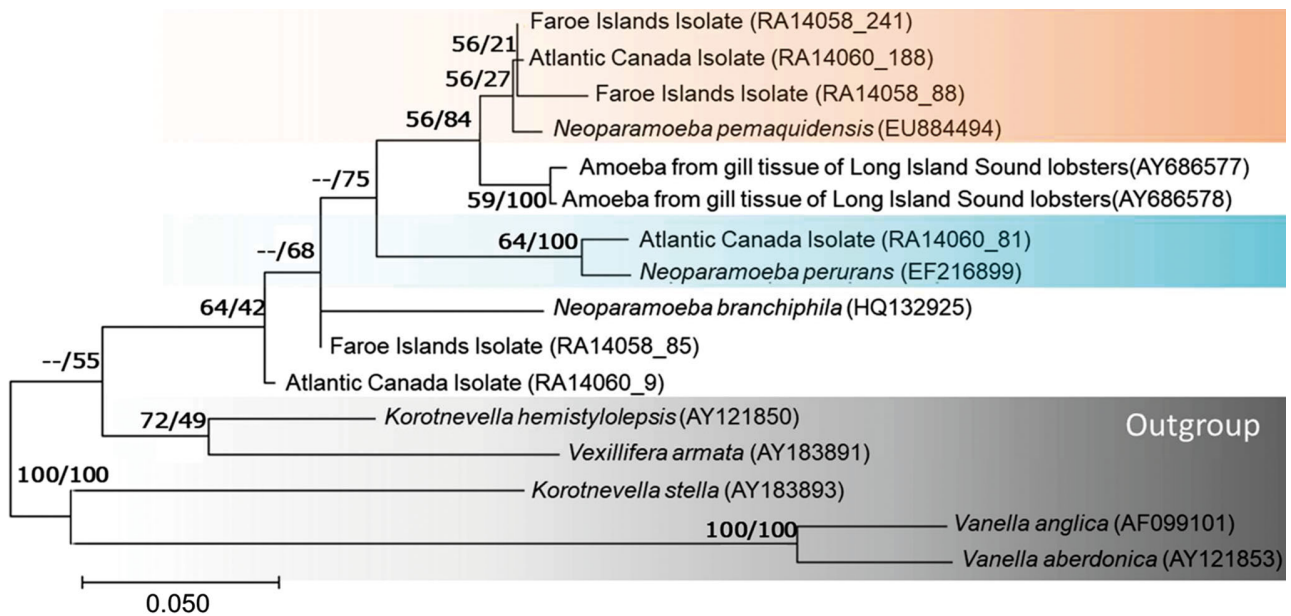 Faroe Islands Isolate (RA14058_241)
56/21
Atlantic Canada Isolate (RA14060_188)
56/27
Faroe Islands Isolate (RA14058_88)
56/84
Neoparamoeba pemaquidensis (EU884494)
Amoeba from gill tissue of Long Island Sound lobsters(AY686577)
--/75
59/100
Amoeba from gill tissue of Long Island Sound lobsters(AY686578)
--/68
64/100
Atlantic Canada Isolate (RA14060_81)
Neoparamoeba perurans (EF216899)
64/42
Neoparamoeba branchiphila (HQ132925)
Faroe Islands Isolate (RA14058_85)
--/55
Atlantic Canada Isolate (RA14060_9)
72/49
Korotnevella hemistylolepsis (AY121850)
Outgroup
Vexillifera armata (AY183891)
100/100
Korotnevella stella (AY183893)
100/100
Vanella anglica (AF099101)
Vanella aberdonica (AY121853)
0.050